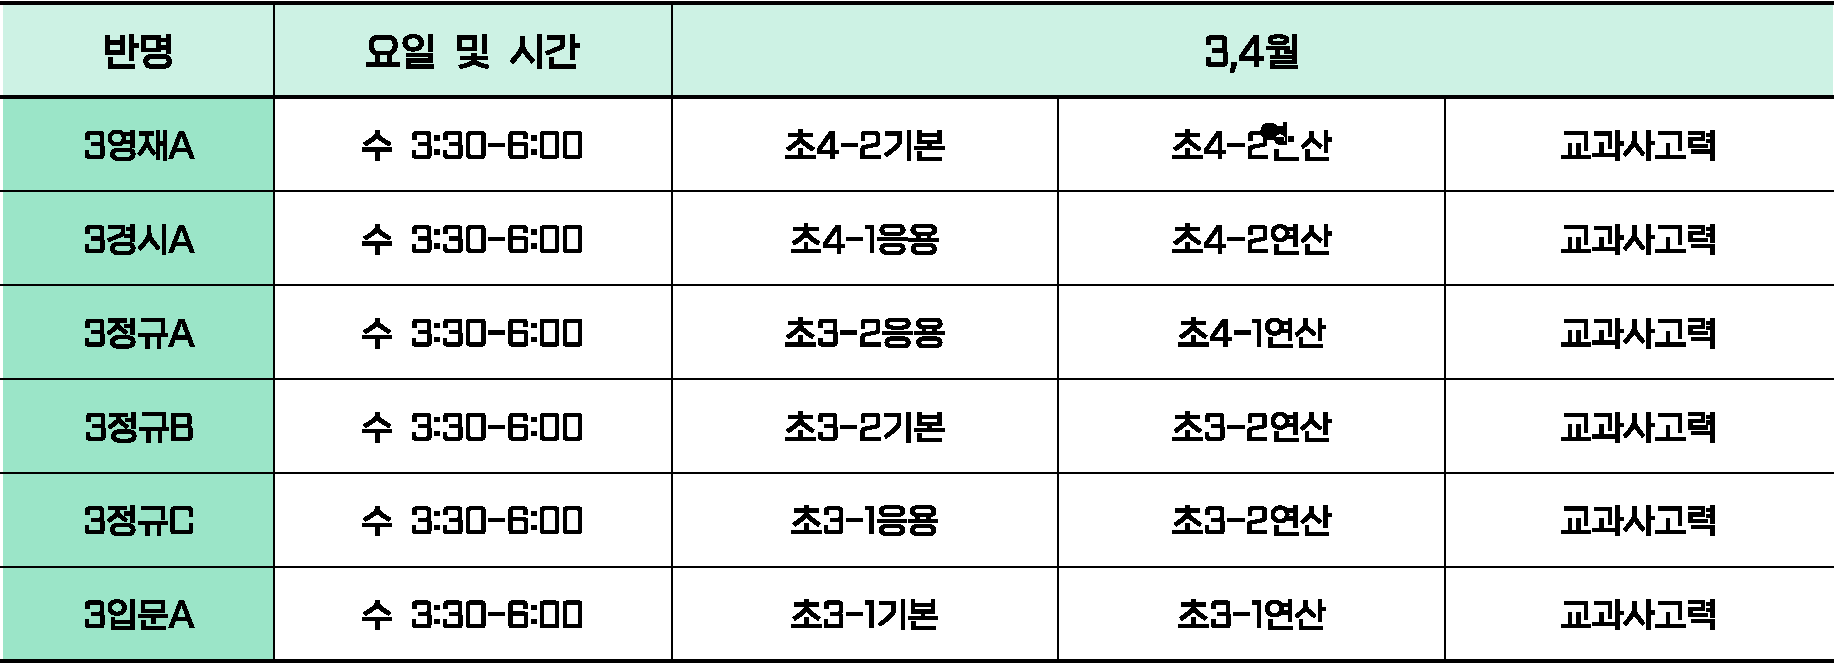 반명 요일 및 시간 3,4월
3영재A 수 3:30-6:00 초4-2기본 교과사고력
3경시A 수 3:30-6:00 초4-1응용 초4-2연산 교과사고력
3정규A 수 3:30-6:00 초3-2응용 초4-1연산 교과사고력
3정규B 수 3:30-6:00 초3-2기본 초3-2연산 교과사고력
3정규C 수 3:30-6:00 초3-1응용 초3-2연산 교과사고력
3입문A 수 3:30-6:00 초3-1기본 초3-1연산 교과사고력